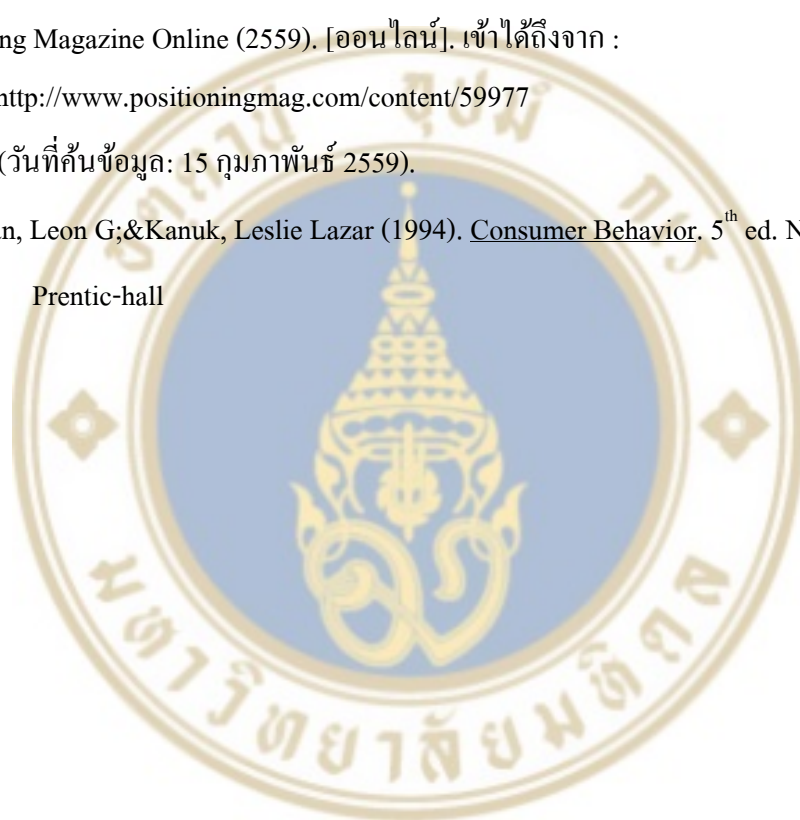 ng Magazine Online (2559). [ออนไลน์]. เข้าได้ถึงจาก :
http://www.positioningmag.com/content/59977
(วันที่ค้นข้อมูล: 15 กุมภาพันธ์ 2559).
n, Leon G;&Kanuk, Leslie Lazar (1994). Consumer Behavior. 5th ed. N
Prentic-hall
มหาวิทยาลัยมหิดล